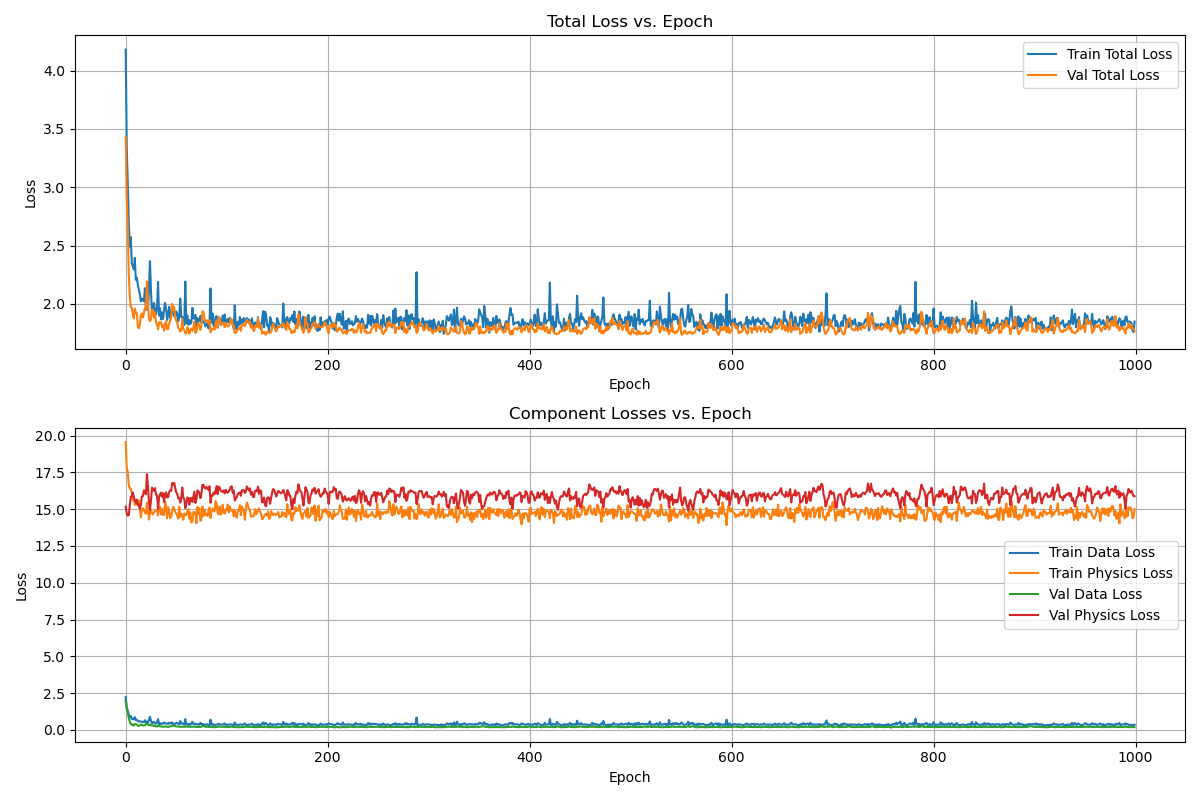 Total Loss vs. Epoch
Loss
4.0
3.5
3.0
2.5
2.0
Train Total Loss
Val Total Loss
0 200 400 600 800 1000
Epoch
Component Losses vs. Epoch
Loss
20.0
17.5
15.0
12.5
10.0
7.5
5.0
2.5
0.0
Train Data Loss
Train Physics Loss
Val Data Loss
Val Physics Loss
0 200 400 600 800 1000
Epoch